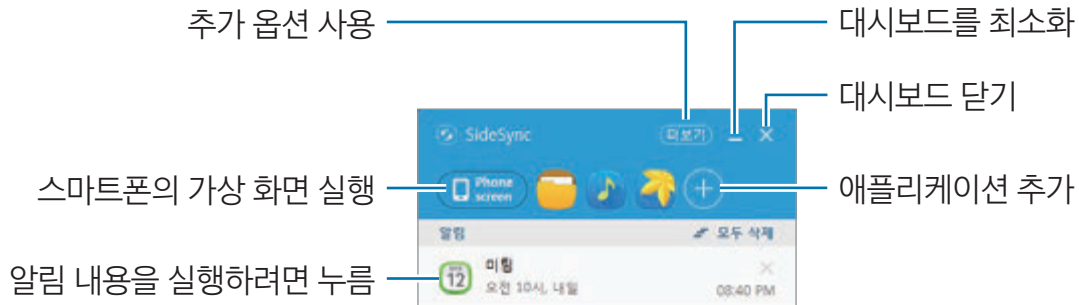 추가 옵션 사용
대시보드를 최소화
대시보드 닫기
SideSync
더보기
스마트폰의 가상 화면 실행
Phone
screen
애플리케이션 추가
알림
모두 삭제
알림 내용을 실행하려면 누름
12
미팅
오전 10시, 내일
08:40 PM